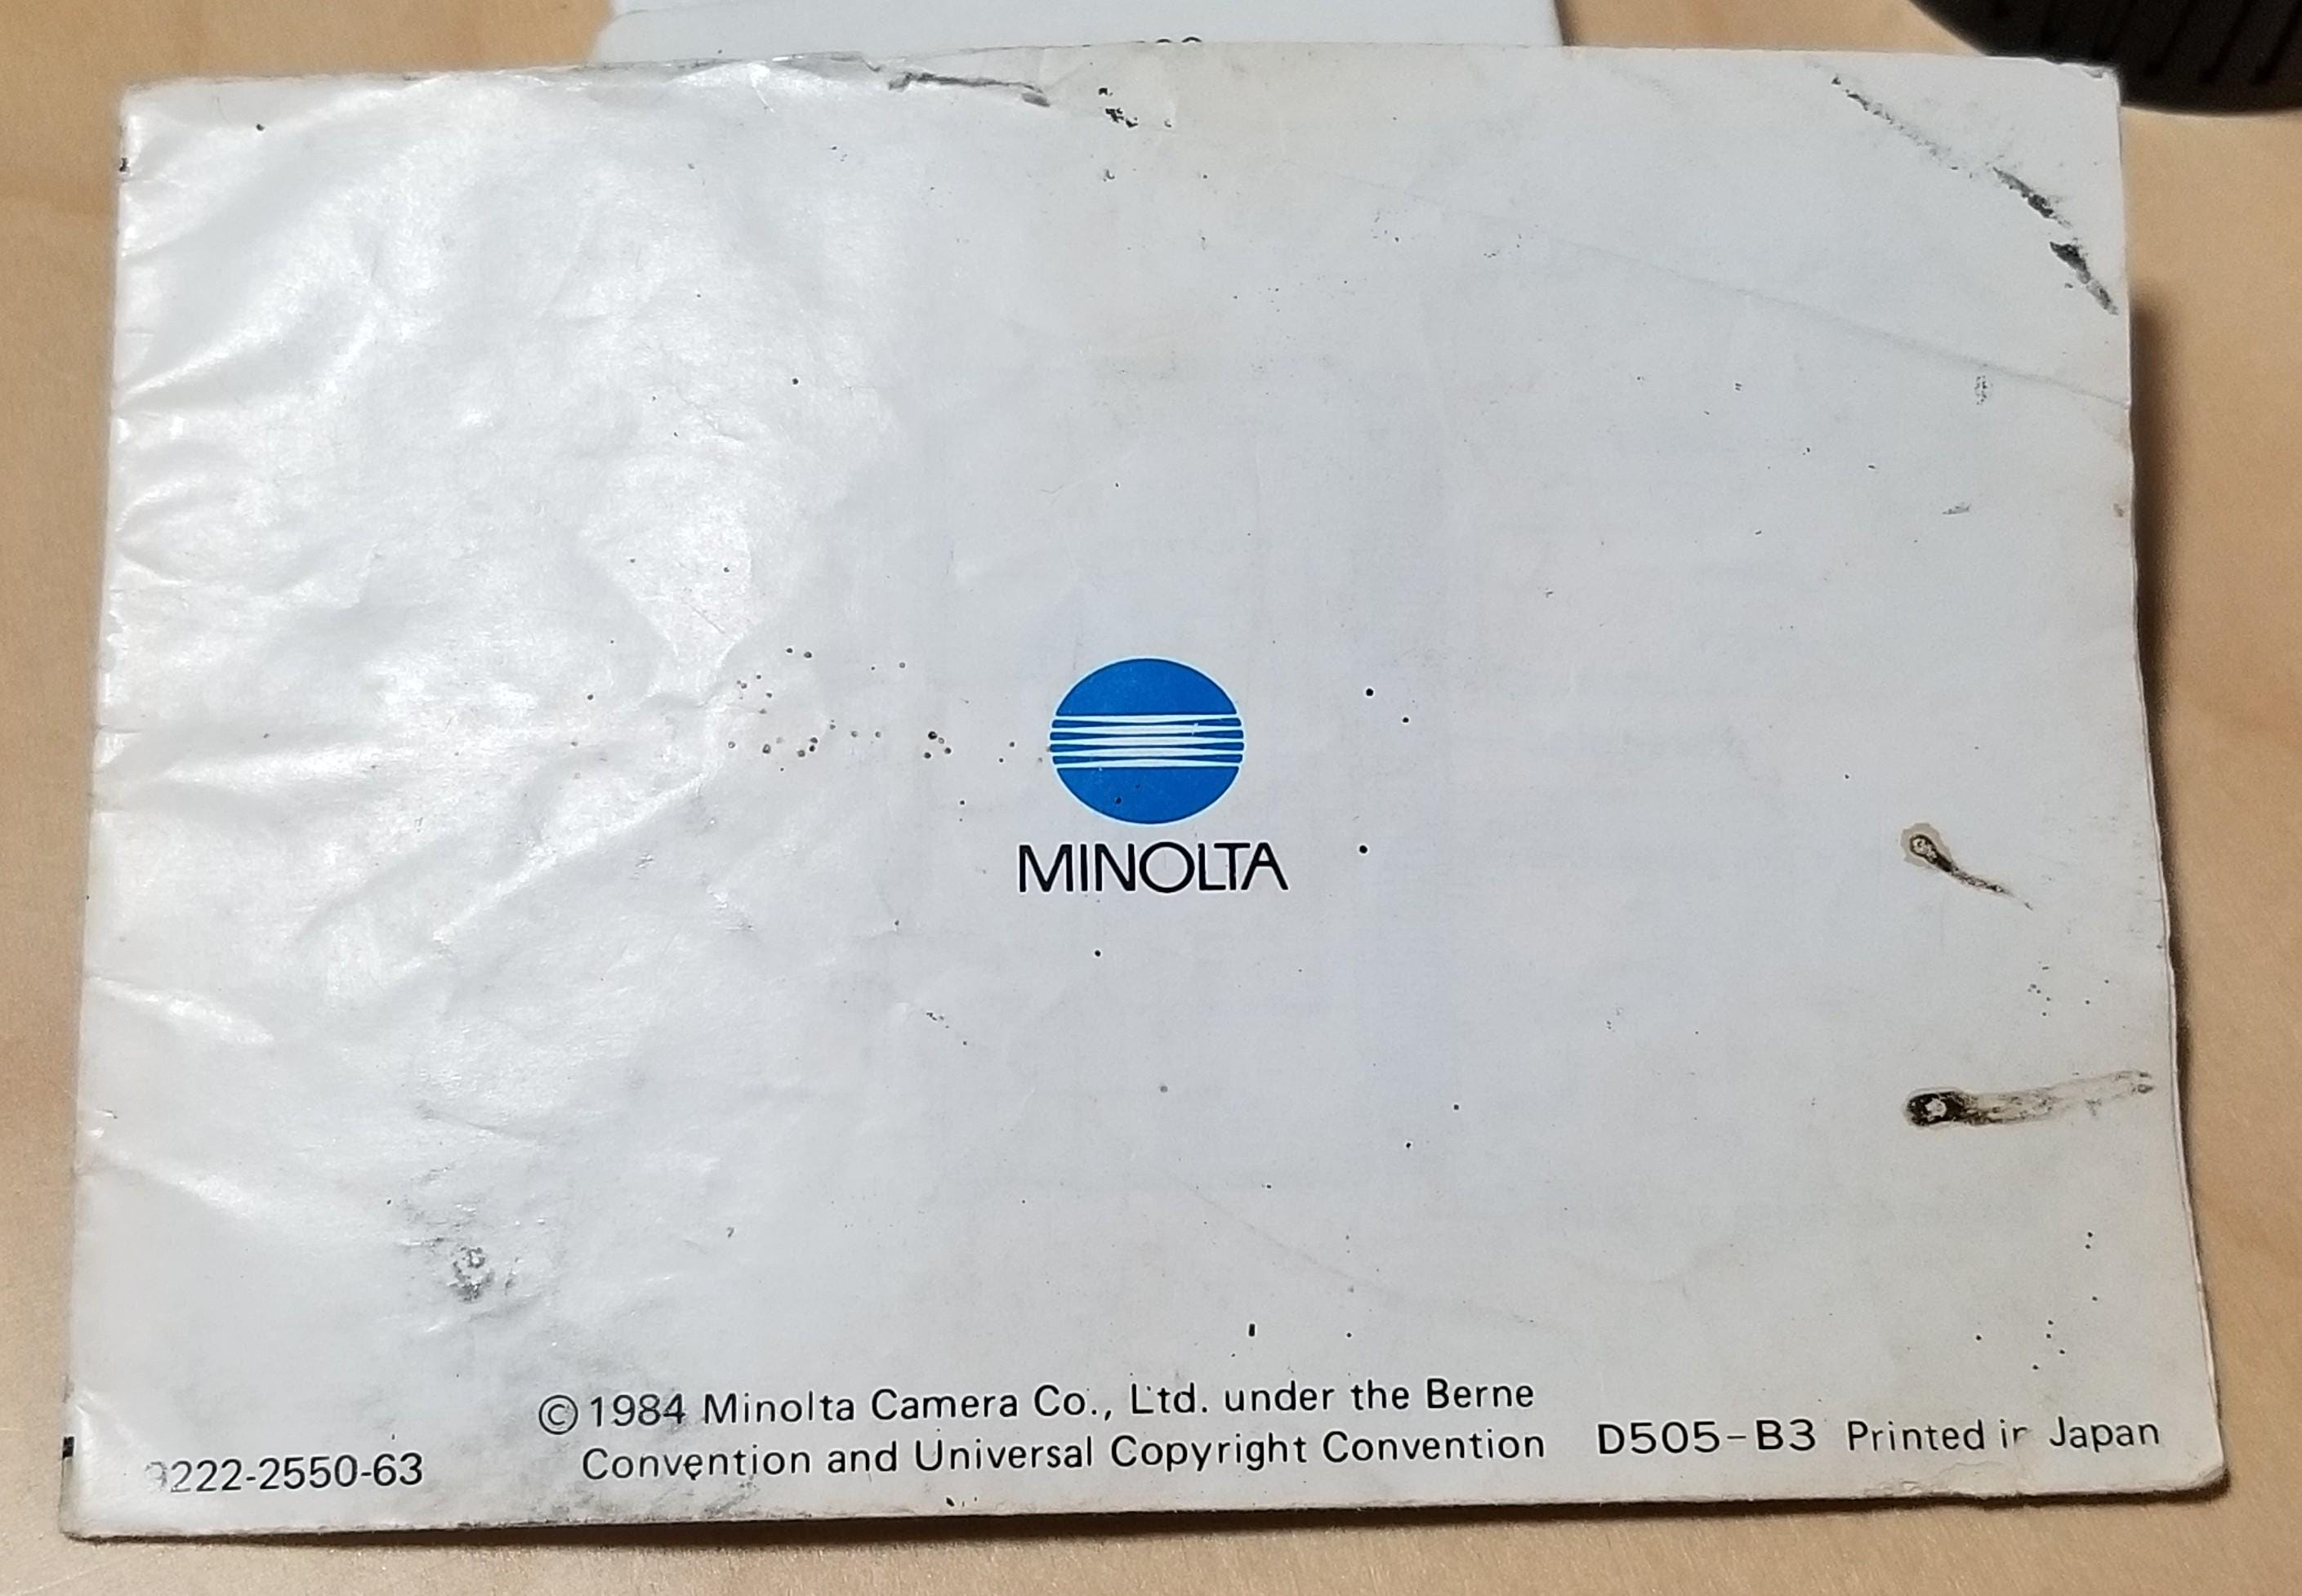 MINOLTA
©1984 Minolta Camera Co., Ltd. under the Berne
Convention and Universal Copyright Convention
D505-B3 Printed in Japan
9222-2550-63